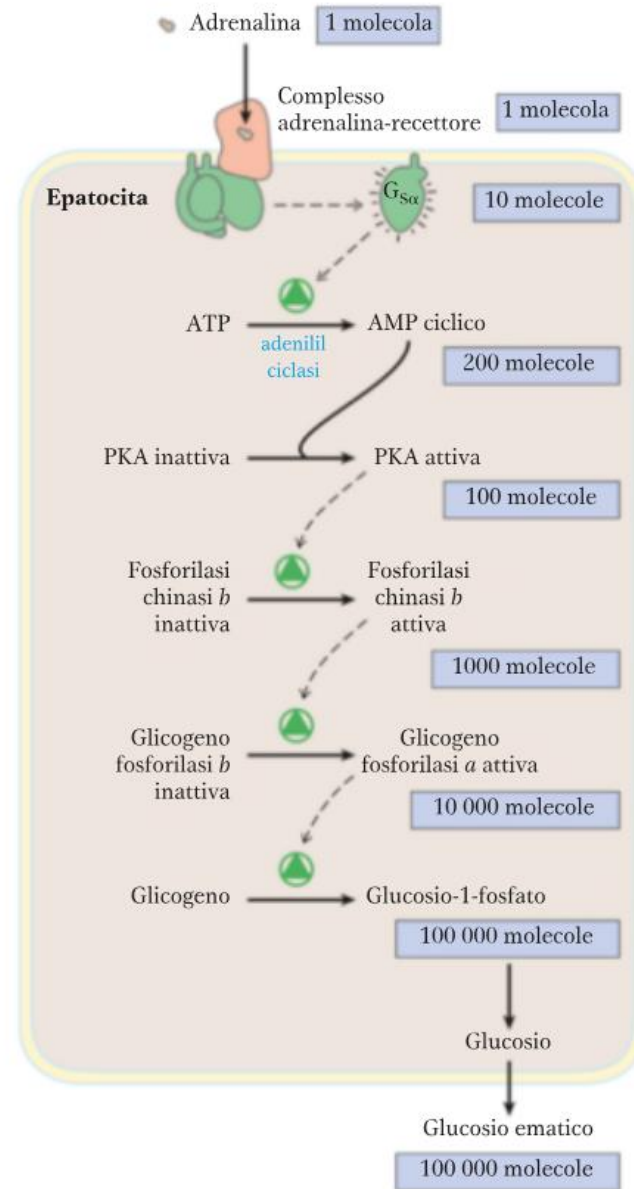 Adrenalina 1 molecola
Complesso
adrenalina-recettore
1 molecola
Epatocita
GSα
10 molecole
ATP
AMP ciclico
adenilil
ciclasi
200 molecole
PKA inattiva
PKA attiva
100 molecole
Fosforilasi
chinasi b
inattiva
Fosforilasi
chinasi b
attiva
1000 molecole
Glicogeno
fosforilasi b
inattiva
Glicogeno
fosforilasi a attiva
10 000 molecole
Glicogeno
Glucosio-1-fosfato
100 000 molecole
Glucosio
Glucosio ematico
100 000 molecole